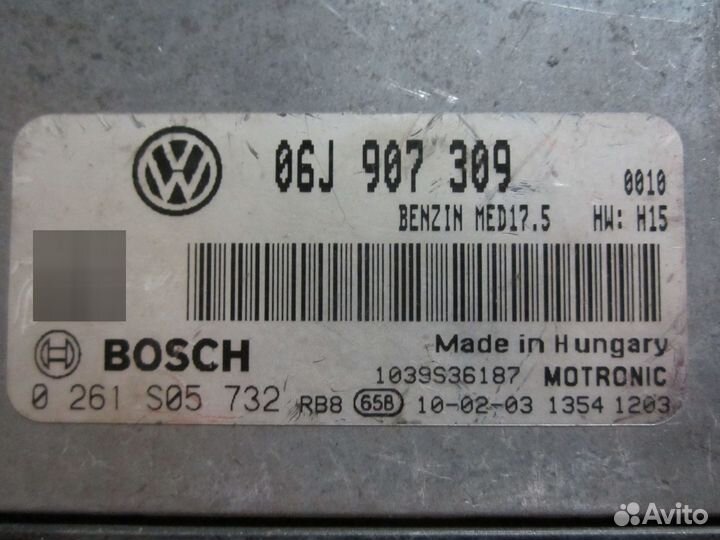 06J 907 309 0010
BENZIN MED17.5 HW: H15
BOSCH Made in Hungary
1039S36187 MOTRONIC
0 261 S05 732 RB8 65B 10-02-03 1354 1203
Avito